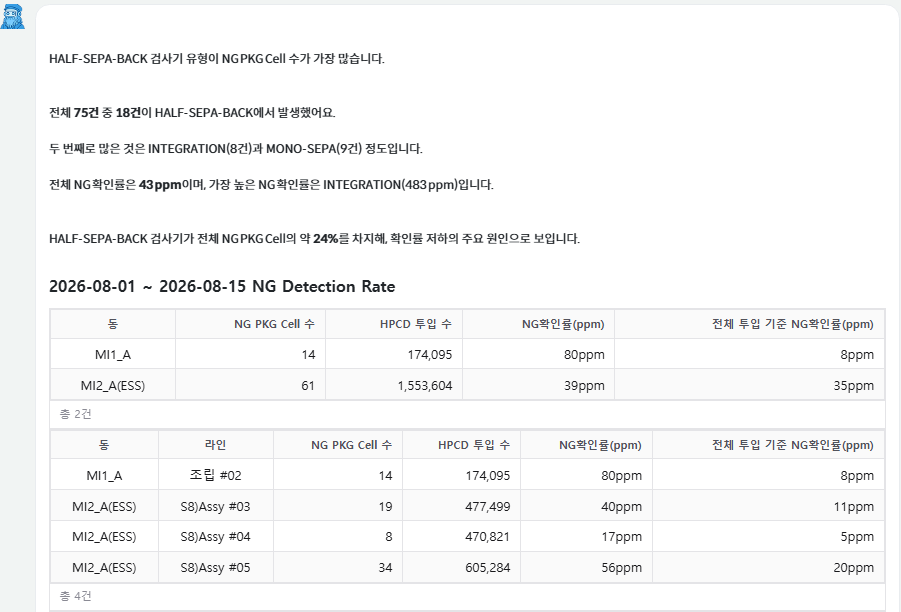 HALF-SEPA-BACK 검사기 유형이 NG PKG Cell 수가 가장 많습니다.
전체 75건 중 18건이 HALF-SEPA-BACK에서 발생했어요.
두 번째로 많은 것은 INTEGRATION(8건)과 MONO-SEPA(9건) 정도입니다.
전체 NG 확인률은 43 ppm이며, 가장 높은 NG 확인률은 INTEGRATION(483 ppm)입니다.
HALF-SEPA-BACK 검사기가 전체 NG PKG Cell의 약 24%를 차지해, 확인률 저하의 주요 원인으로 보입니다.
2026-08-01 ~ 2026-08-15 NG Detection Rate
동 NG PKG Cell 수 HPCD 투입 수 NG확인률(ppm) 전체 투입 기준 NG확인률(ppm)
MI1_A 14 174,095 80ppm 8ppm
MI2_A(ESS) 61 1,553,604 39ppm 35ppm
총 2건
동 라인 NG PKG Cell 수 HPCD 투입 수 NG확인률(ppm) 전체 투입 기준 NG확인률(ppm)
MI1_A 조립 #02 14 174,095 80ppm 8ppm
MI2_A(ESS) S8)Assy #03 19 477,499 40ppm 11ppm
MI2_A(ESS) S8)Assy #04 8 470,821 17ppm 5ppm
MI2_A(ESS) S8)Assy #05 34 605,284 56ppm 20ppm
총 4건